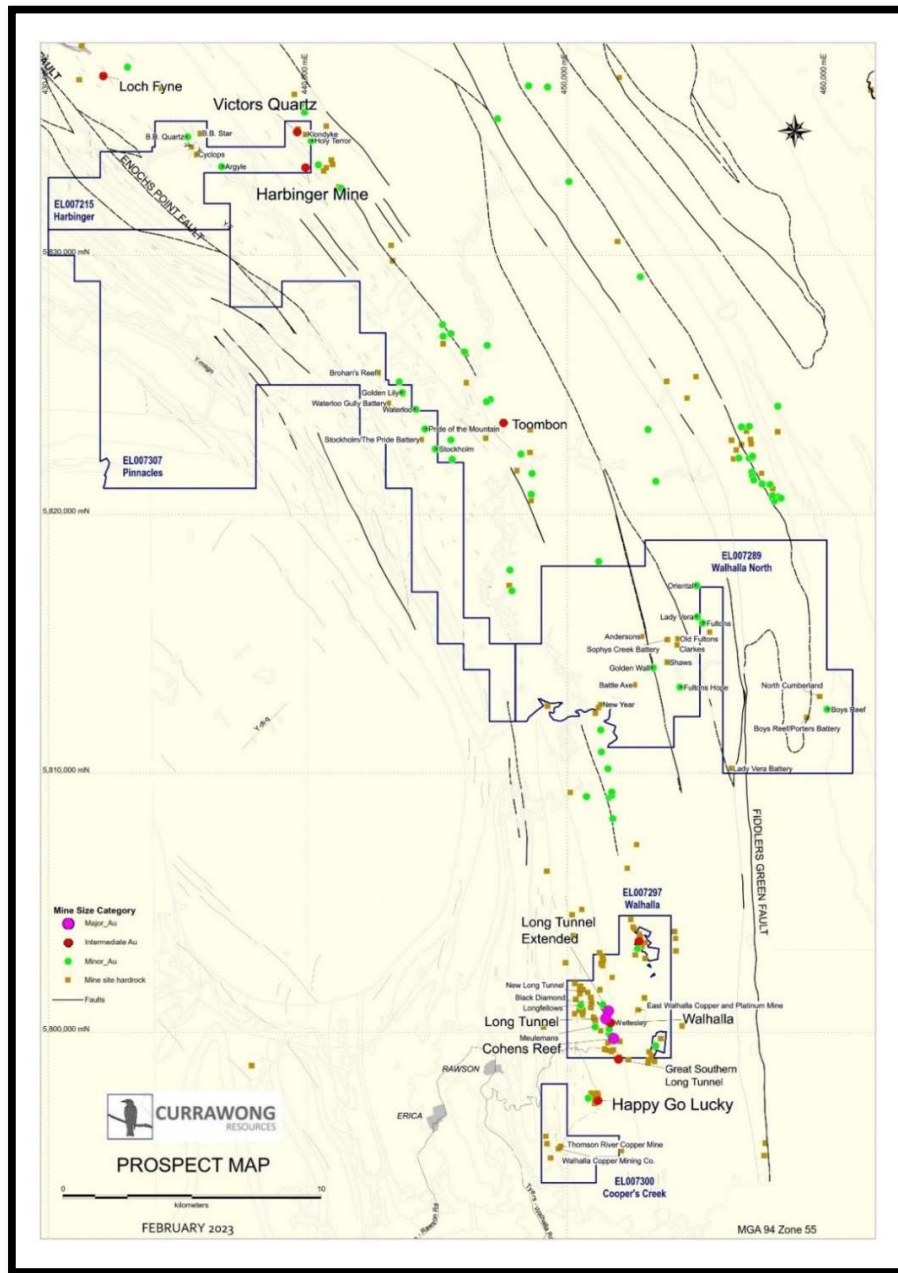 430,000 mE
440,000 mE
450,000 mE
460,000 mE
FAULT
Loch Fyne
Victors Quartz
B.B. Quartz
B.B. Star
Klondyke
Holy Terror
Cyclops
Argyle
Harbinger Mine
ENOCHS POINT FAULT
EL007215
Harbinger
5,830,000 mN
Brohan's Reef
Golden Lily
Waterloo Gully Battery
Waterloo
Pride of the Mountain
Stockholm/The Pride Battery
Stockholm
Toombon
EL007307
Pinnacles
5,820,000 mN
EL007289
Walhalla North
Oriental
Lady Vera
Fultons
Andersons
Old Fultons
Sophys Creek Battery
Clarkes
Shaws
Golden Wall
Battle Axe
Fultons Hope
North Cumberland
New Year
Boys Reef
Boys Reef/Porters Battery
5,810,000 mN
Lady Vera Battery
FIDDLERS GREEN FAULT
EL007297
Walhalla
Mine Size Category
Major_Au
Intermediate Au
Minor_Au
Mine site hardrock
Faults
Long Tunnel
Extended
New Long Tunnel
Black Diamond
Longfellows
East Walhalla Copper and Platinum Mine
Long Tunnel
Wellesley
Walhalla
5,800,000 mN
Meulemans
Cohens Reef
Great Southern
Long Tunnel
RAWSON
ERICA
Happy Go Lucky
Thomson River Copper Mine
Walhalla Copper Mining Co.
EL007300
Cooper's Creek
CURRAWONG
RESOURCES
PROSPECT MAP
0 10
kilometers
FEBRUARY 2023
MGA 94 Zone 55